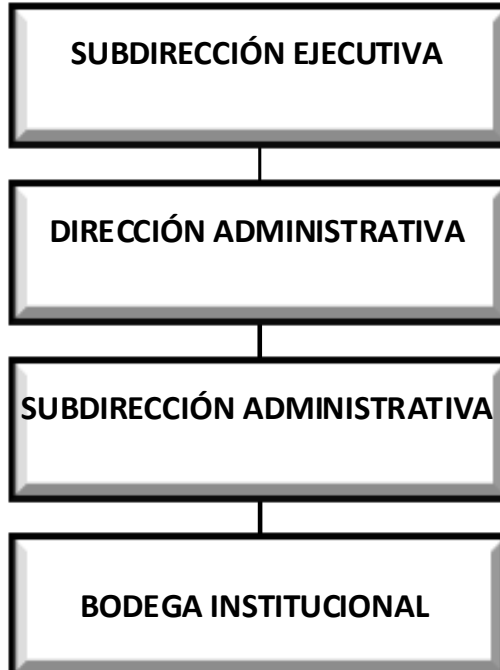 SUBDIRECCIÓN EJECUTIVA
DIRECCIÓN ADMINISTRATIVA
SUBDIRECCIÓN ADMINISTRATIVA
BODEGA INSTITUCIONAL